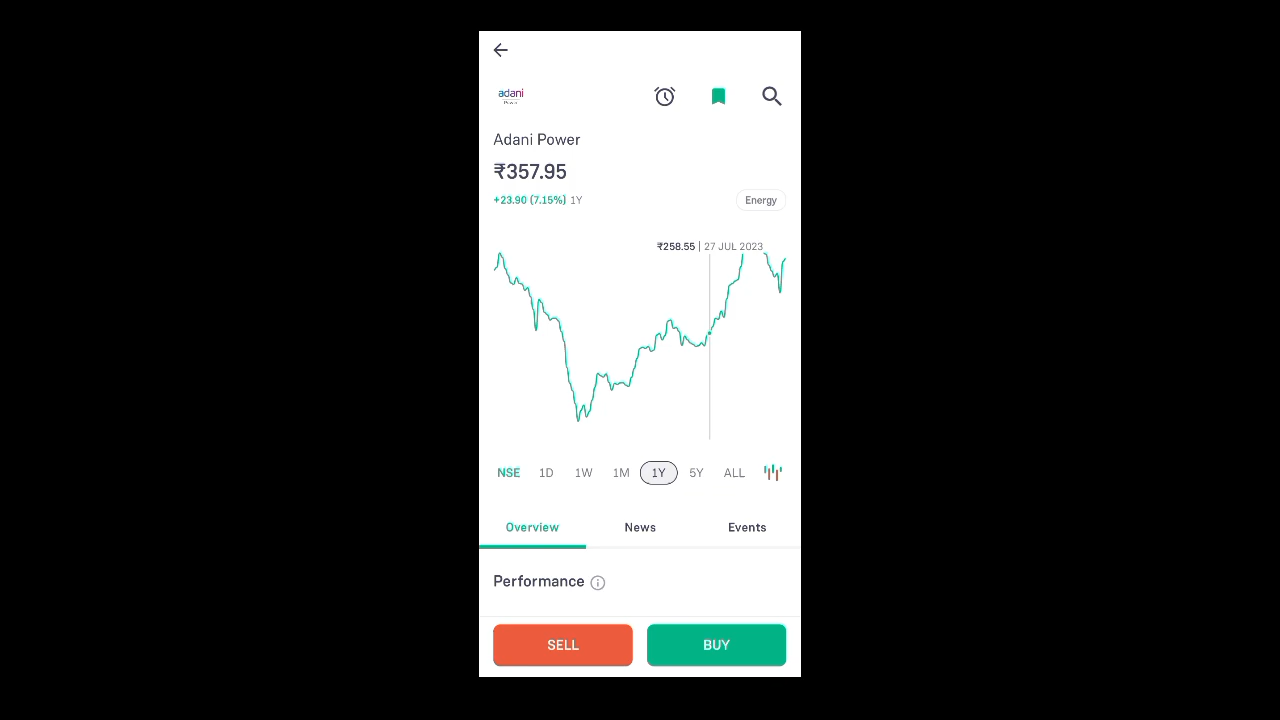 adani
Power
Adani Power
₹357.95
+23.90 (7.15%) 1Y
Energy
₹258.55 | 27 JUL 2023
NSE 1D 1W 1M 1Y 5Y ALL
Overview News Events
Performance
SELL BUY